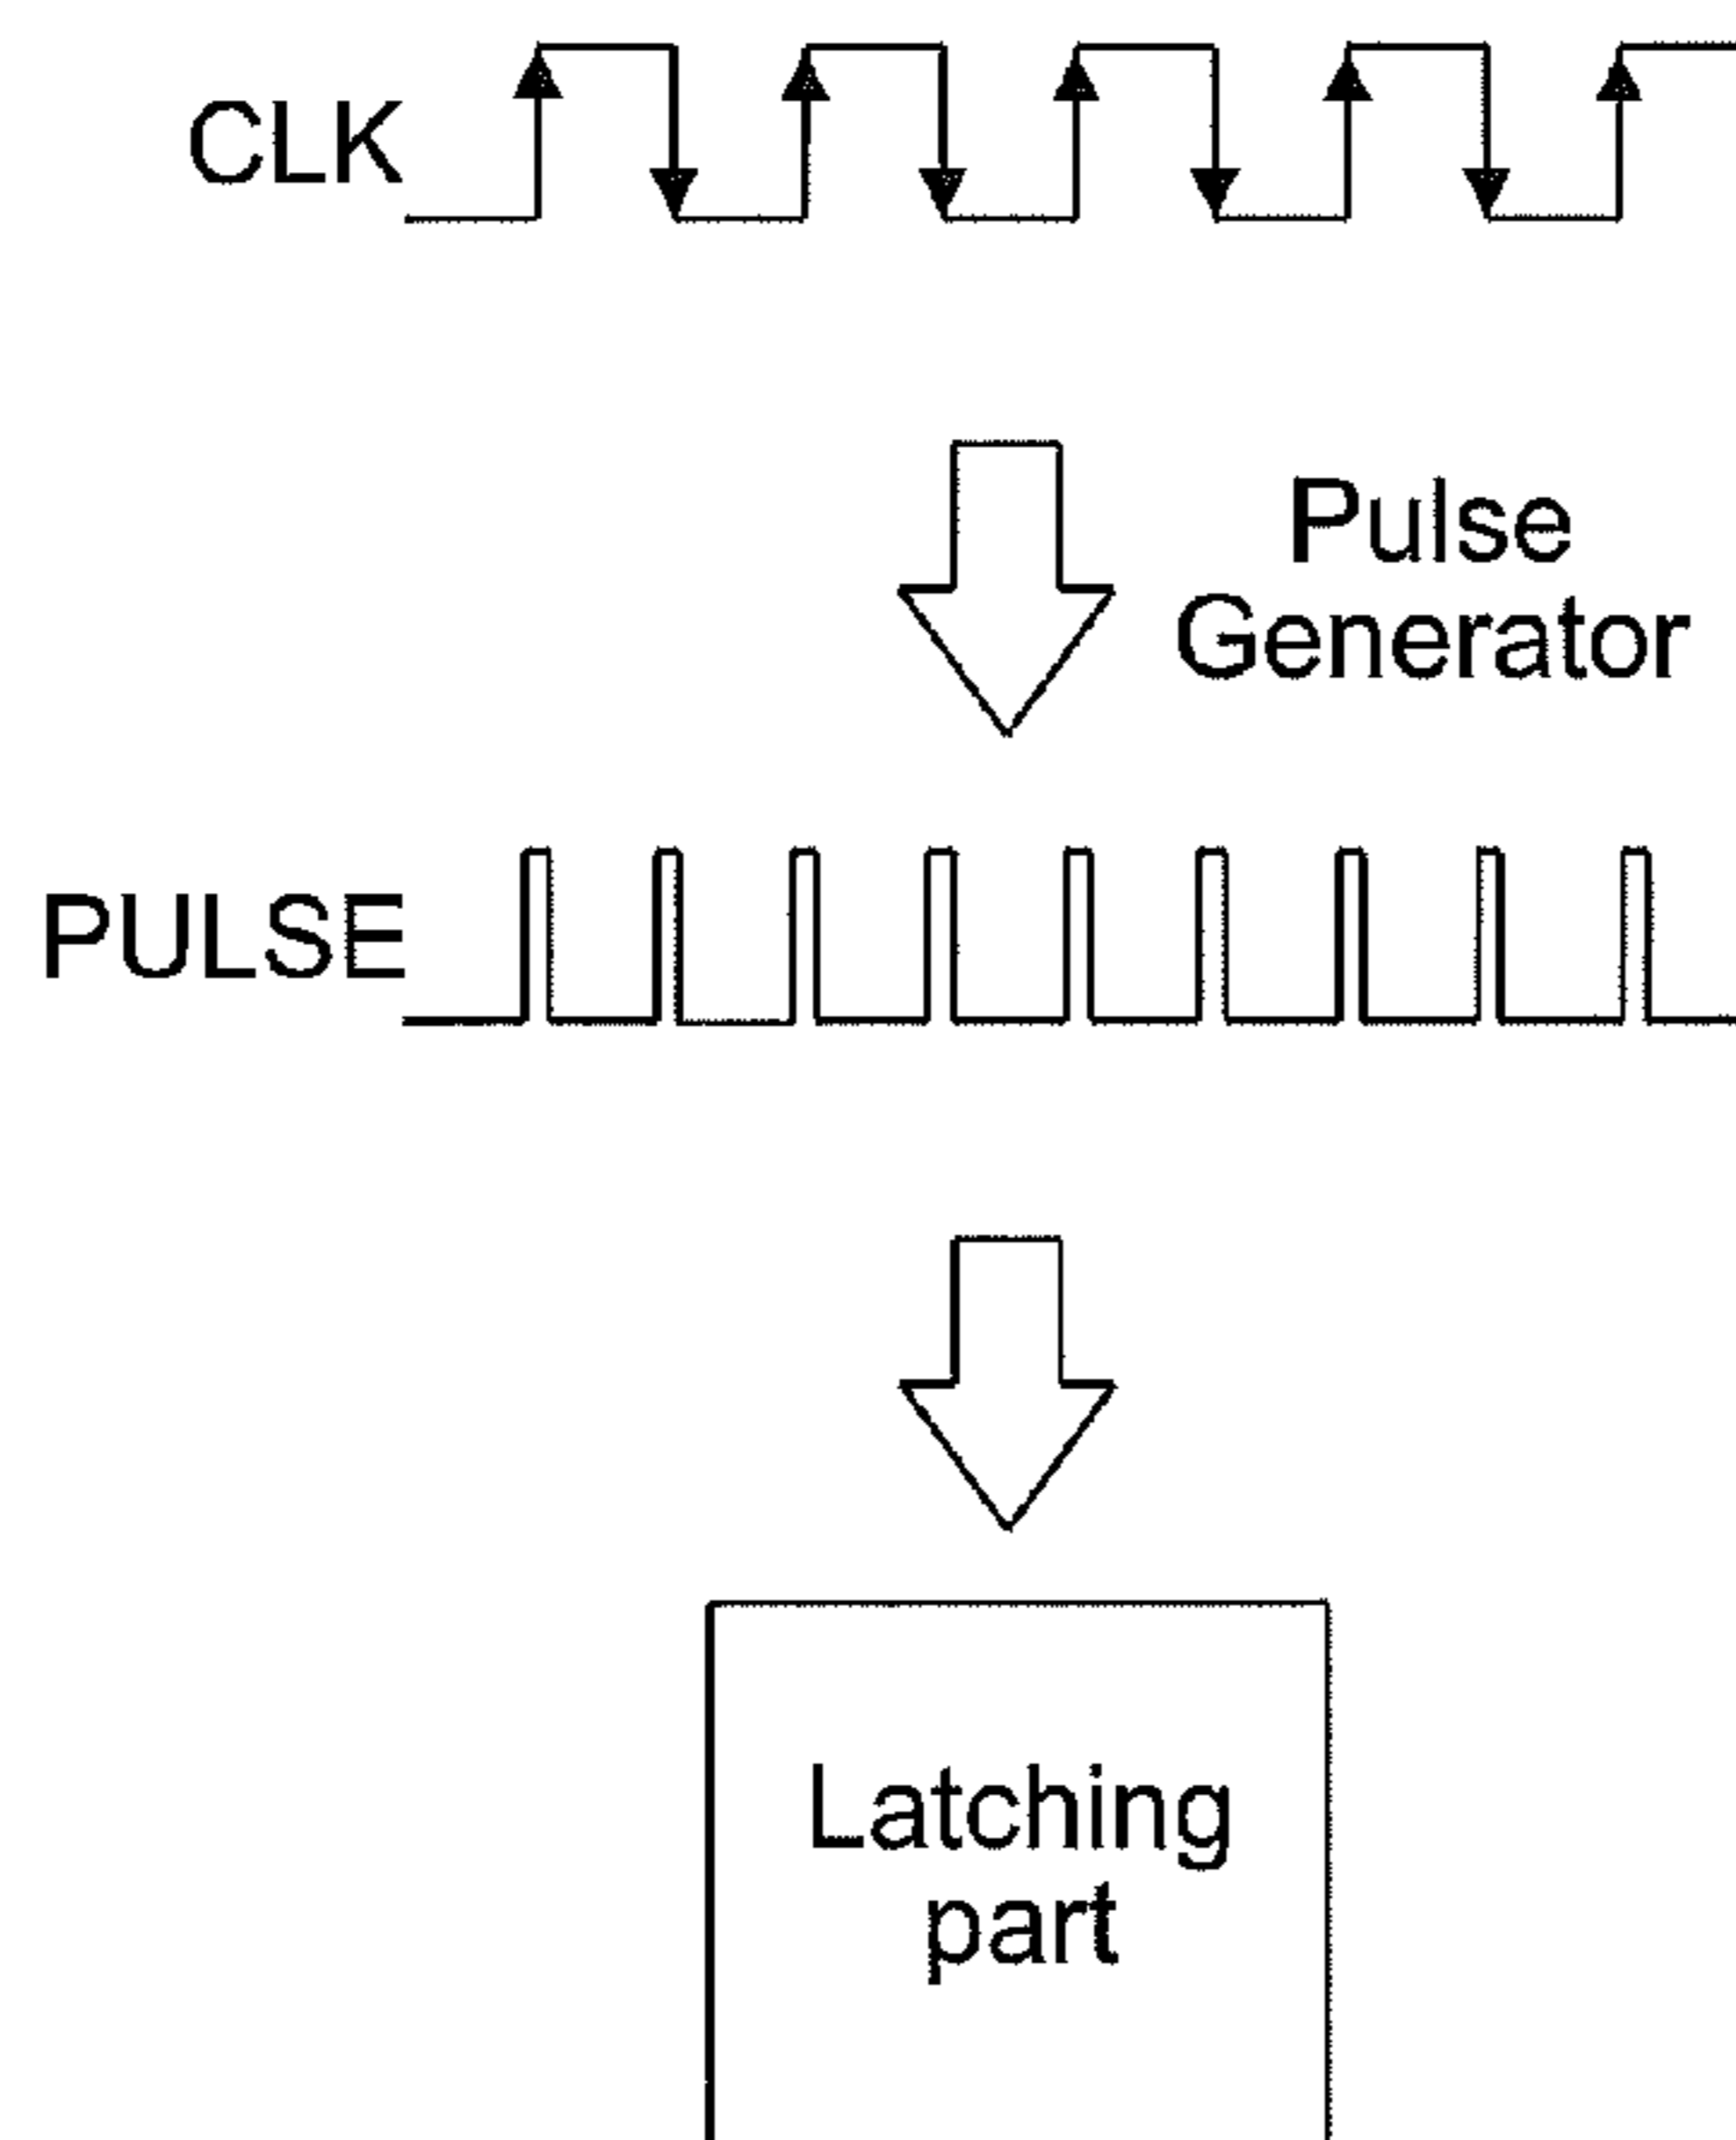 CLK
Pulse
Generator
PULSE
Latching
part